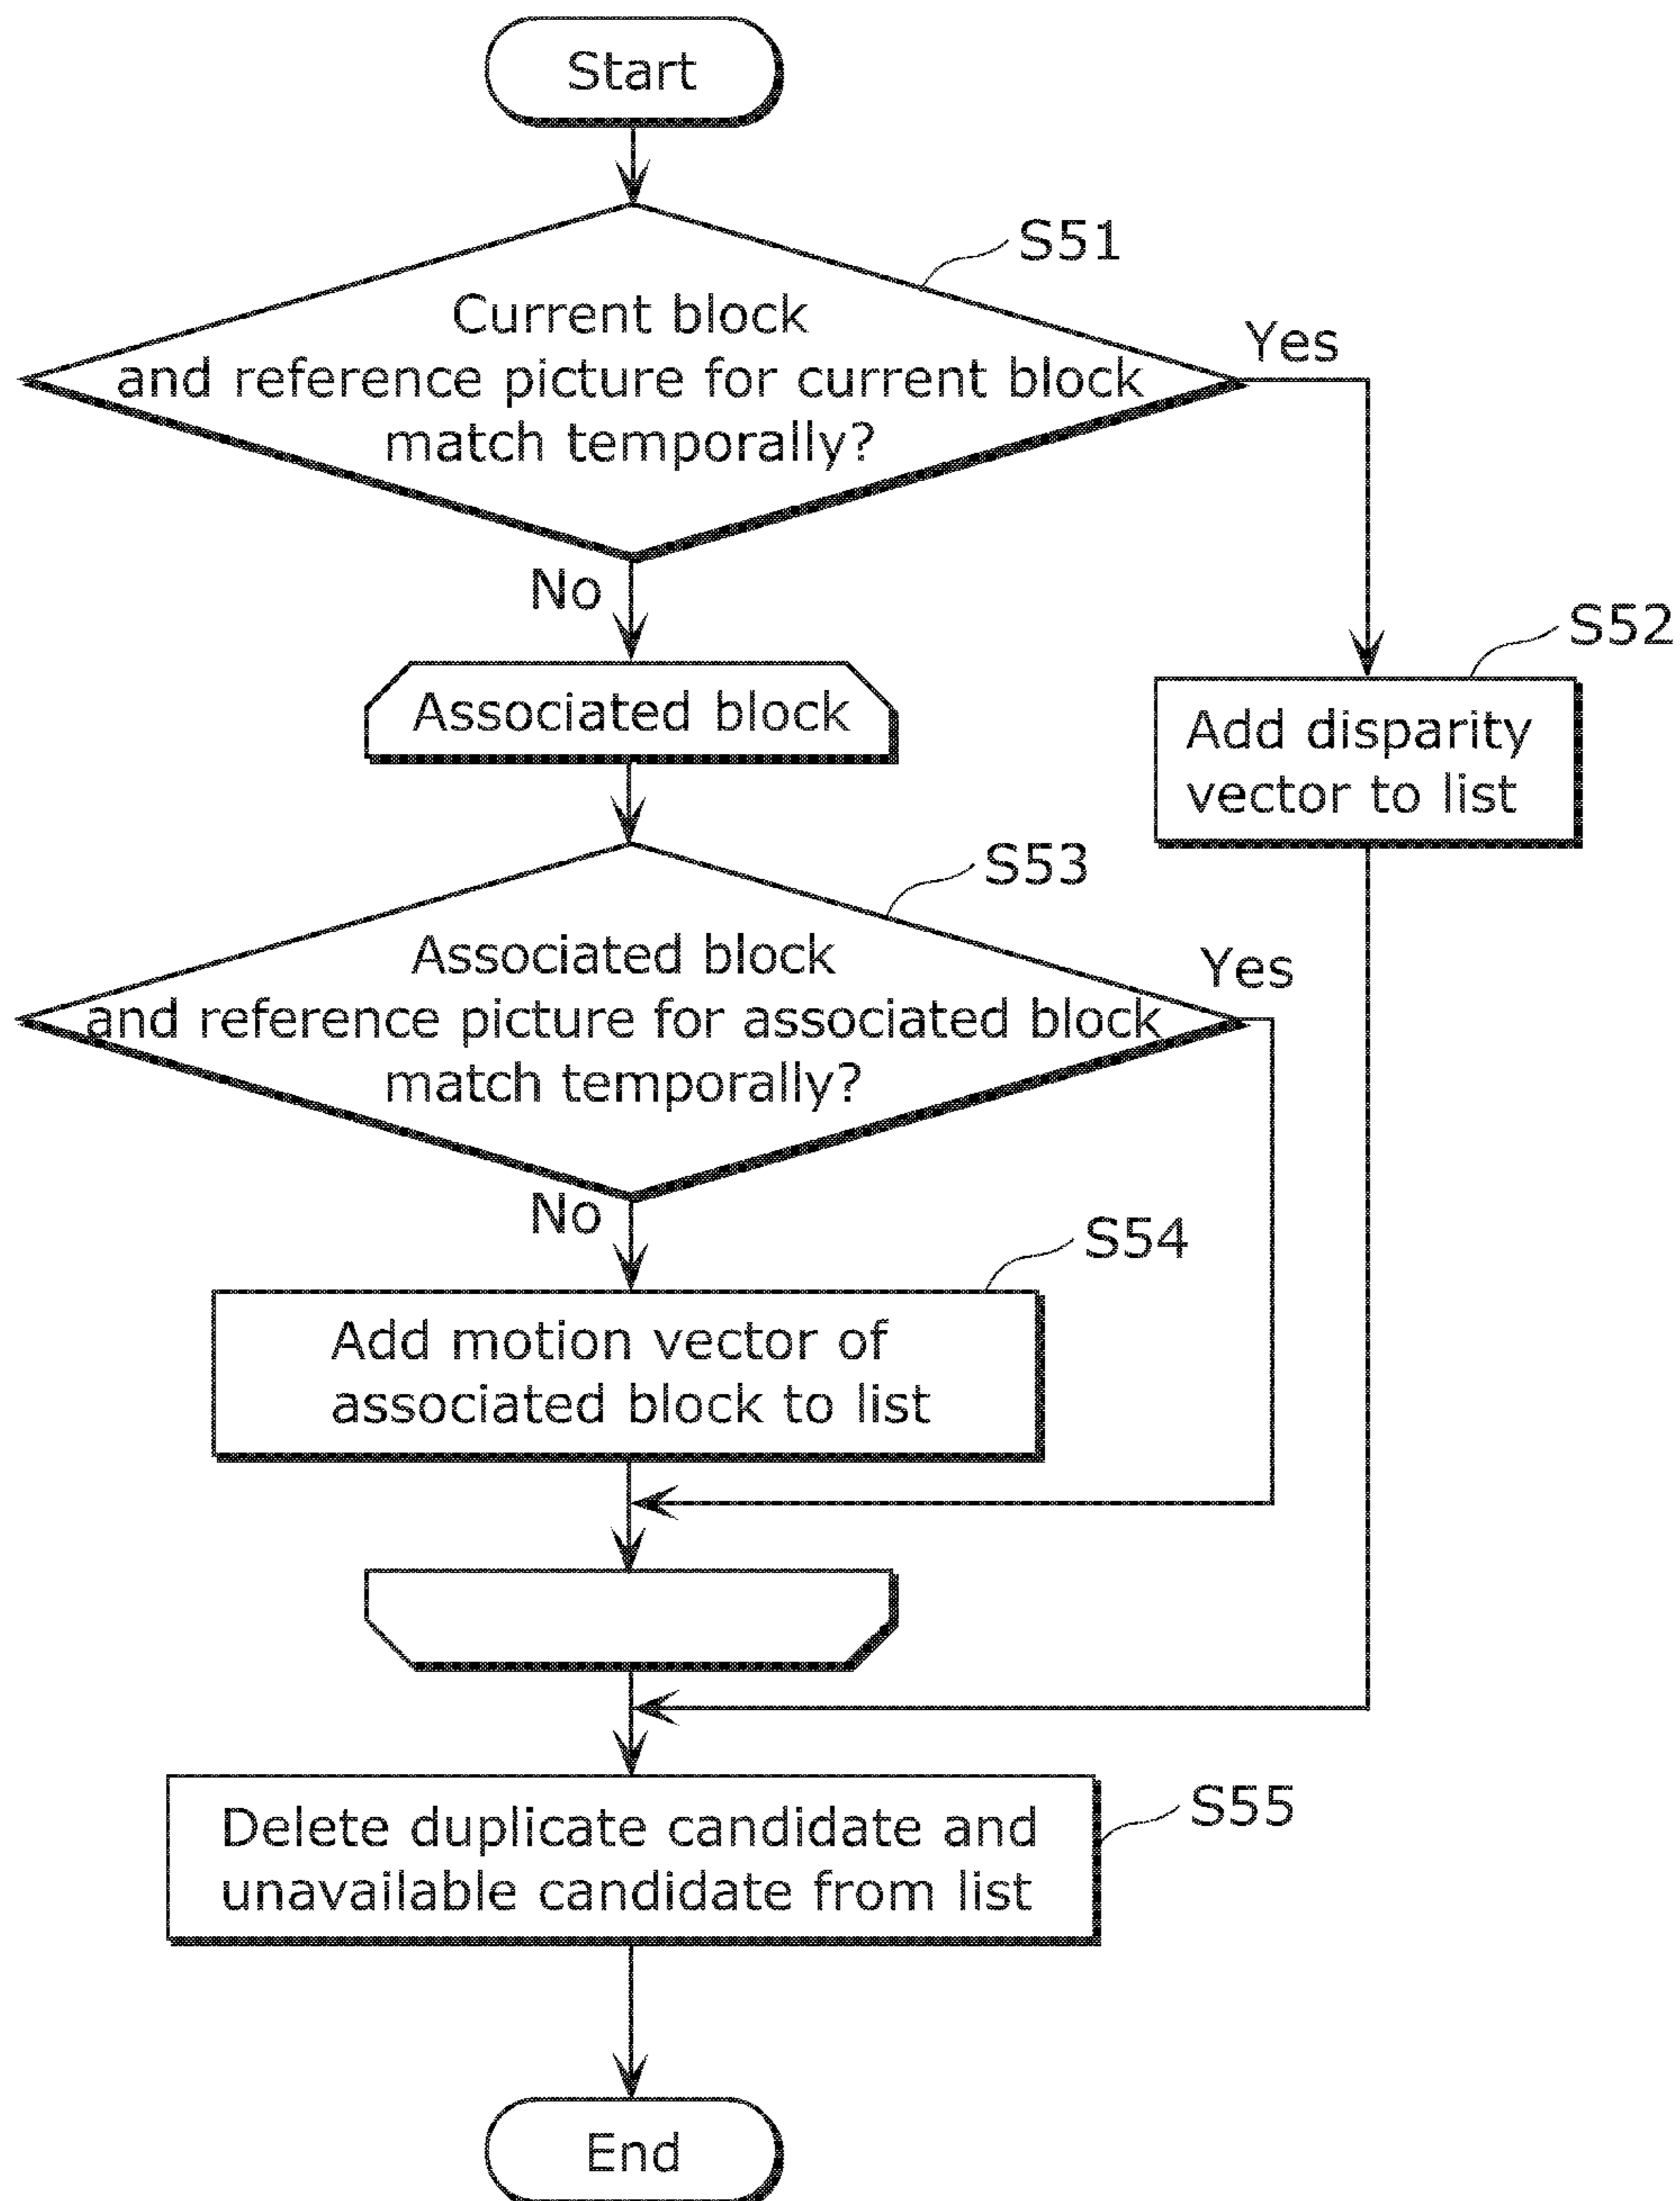 Start
S51
Current block
and reference picture for current block
match temporally?
Yes
No
S52
Associated block
Add disparity
vector to list
S53
Associated block
and reference picture for associated block
match temporally?
Yes
No
S54
Add motion vector of
associated block to list
S55
Delete duplicate candidate and
unavailable candidate from list
End